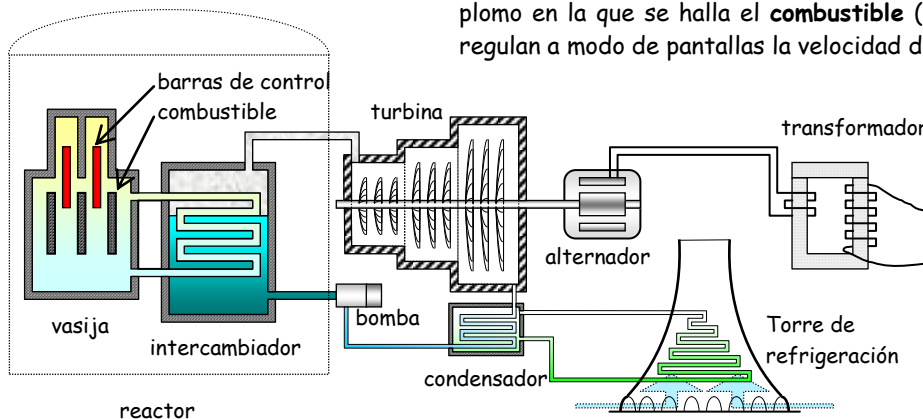 plomo en la que se halla el combustible (
regulan a modo de pantallas la velocidad d
barras de control
combustible
turbina
transformador
alternador
vasija
bomba
intercambiador
Torre de
refrigeración
condensador
reactor